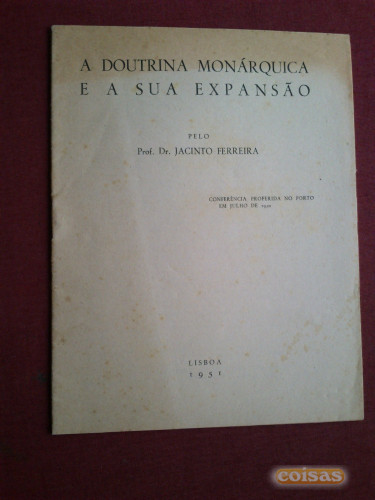 A DOUTRINA MONÁRQUICA
E A SUA EXPANSÃO
PELO
Prof. Dr. JACINTO FERREIRA
CONFERÊNCIA PROFERIDA NO PORTO
EM JULHO DE 1950
LISBOA
1951
coisas